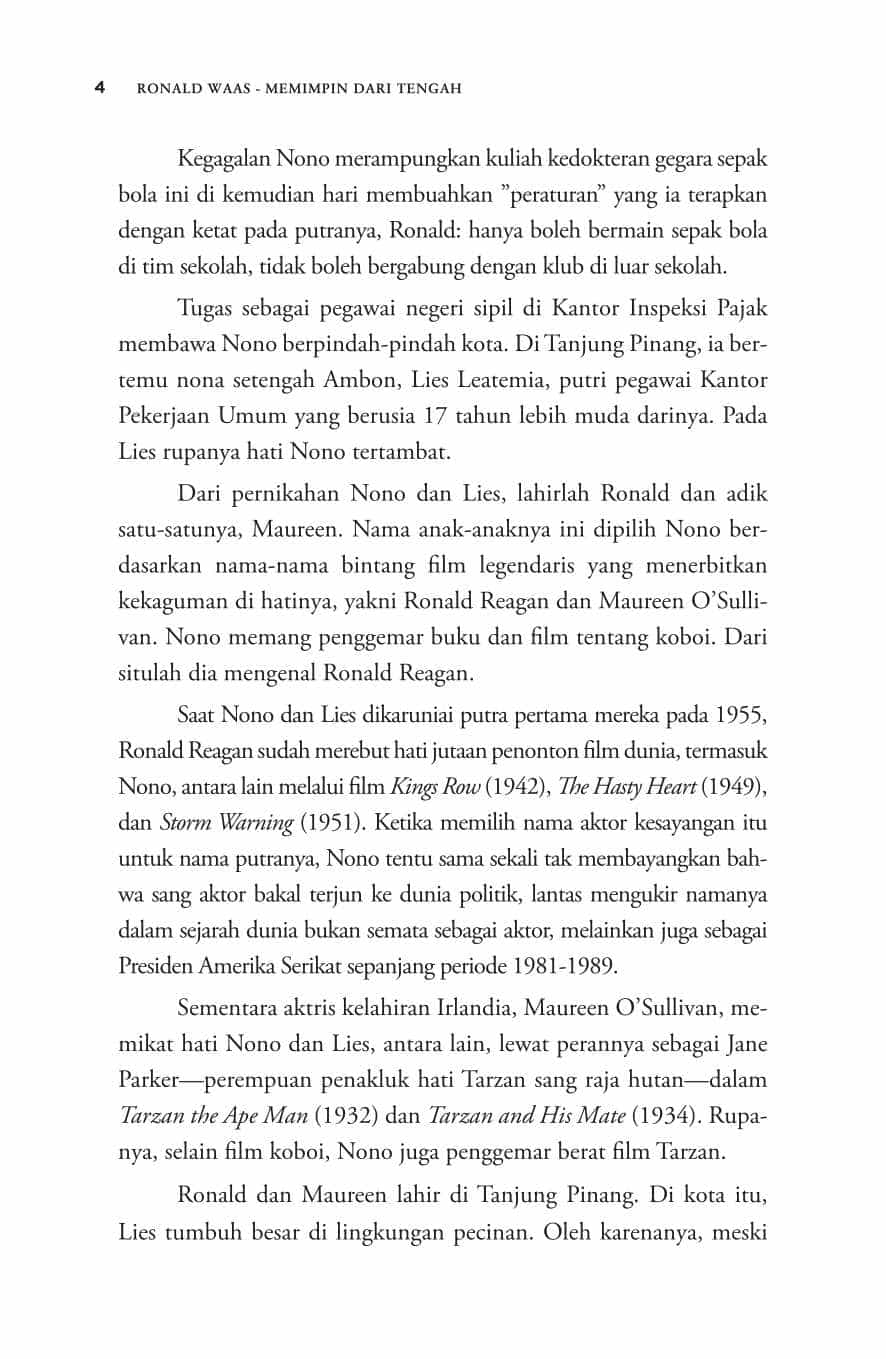 4 RONALD WAAS - MEMIMPIN DARI TENGAH
Kegagalan Nono merampungkan kuliah kedokteran gegara sepak
bola ini di kemudian hari membuahkan ”peraturan” yang ia terapkan
dengan ketat pada putranya, Ronald: hanya boleh bermain sepak bola
di tim sekolah, tidak boleh bergabung dengan klub di luar sekolah.
Tugas sebagai pegawai negeri sipil di Kantor Inspeksi Pajak
membawa Nono berpindah-pindah kota. Di Tanjung Pinang, ia ber-
temu nona setengah Ambon, Lies Leatemia, putri pegawai Kantor
Pekerjaan Umum yang berusia 17 tahun lebih muda darinya. Pada
Lies rupanya hati Nono tertambat.
Dari pernikahan Nono dan Lies, lahirlah Ronald dan adik
satu-satunya, Maureen. Nama anak-anaknya ini dipilih Nono ber-
dasarkan nama-nama bintang film legendaris yang menerbitkan
kekaguman di hatinya, yakni Ronald Reagan dan Maureen O’Sulli-
van. Nono memang penggemar buku dan film tentang koboi. Dari
situlah dia mengenal Ronald Reagan.
Saat Nono dan Lies dikaruniai putra pertama mereka pada 1955,
Ronald Reagan sudah merebut hati jutaan penonton film dunia, termasuk
Nono, antara lain melalui film Kings Row (1942), The Hasty Heart (1949),
dan Storm Warning (1951). Ketika memilih nama aktor kesayangan itu
untuk nama putranya, Nono tentu sama sekali tak membayangkan bah-
wa sang aktor bakal terjun ke dunia politik, lantas mengukir namanya
dalam sejarah dunia bukan semata sebagai aktor, melainkan juga sebagai
Presiden Amerika Serikat sepanjang periode 1981-1989.
Sementara aktris kelahiran Irlandia, Maureen O’Sullivan, me-
mikat hati Nono dan Lies, antara lain, lewat perannya sebagai Jane
Parker—perempuan penakluk hati Tarzan sang raja hutan—dalam
Tarzan the Ape Man (1932) dan Tarzan and His Mate (1934). Rupa-
nya, selain film koboi, Nono juga penggemar berat film Tarzan.
Ronald dan Maureen lahir di Tanjung Pinang. Di kota itu,
Lies tumbuh besar di lingkungan pecinan. Oleh karenanya, meski